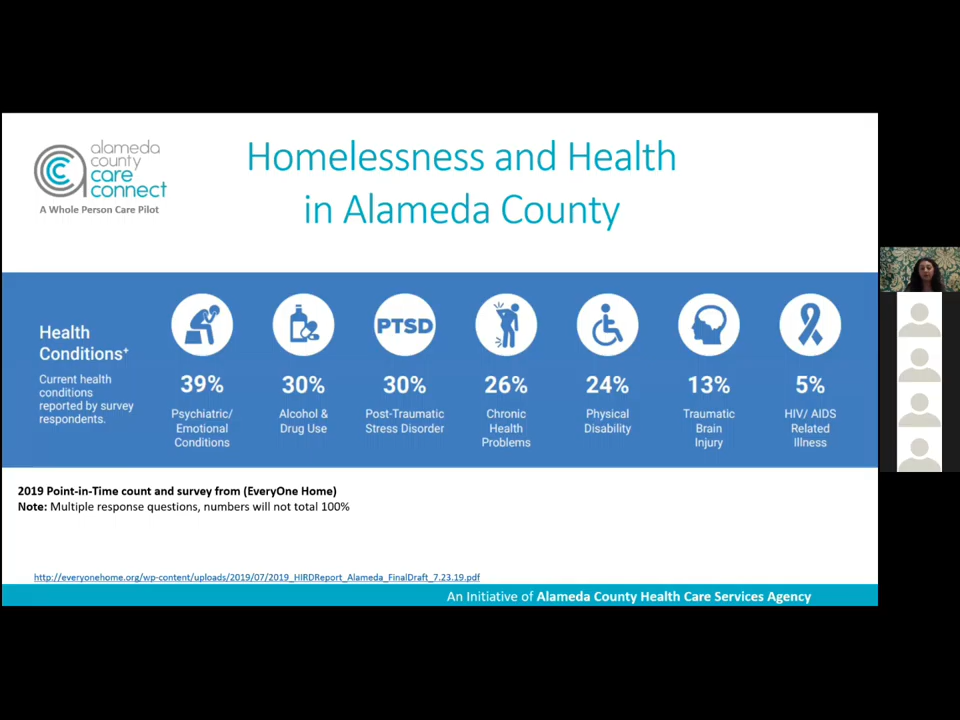 alameda
county
care
connect
A Whole Person Care Pilot
Homelessness and Health
in Alameda County
Health
Conditions+
Current health
conditions
reported by survey
respondents.
PTSD
39%
Psychiatric/
Emotional
Conditions
30%
Alcohol &
Drug Use
30%
Post-Traumatic
Stress Disorder
26%
Chronic
Health
Problems
24%
Physical
Disability
13%
Traumatic
Brain
Injury
5%
HIV/ AIDS
Related
Illness
2019 Point-in-Time count and survey from (EveryOne Home)
Note: Multiple response questions, numbers will not total 100%
http://everyonehome.org/wp-content/uploads/2019/07/2019_HIRDReport_Alameda_FinalDraft_7.23.19.pdf
An Initiative of Alameda County Health Care Services Agency